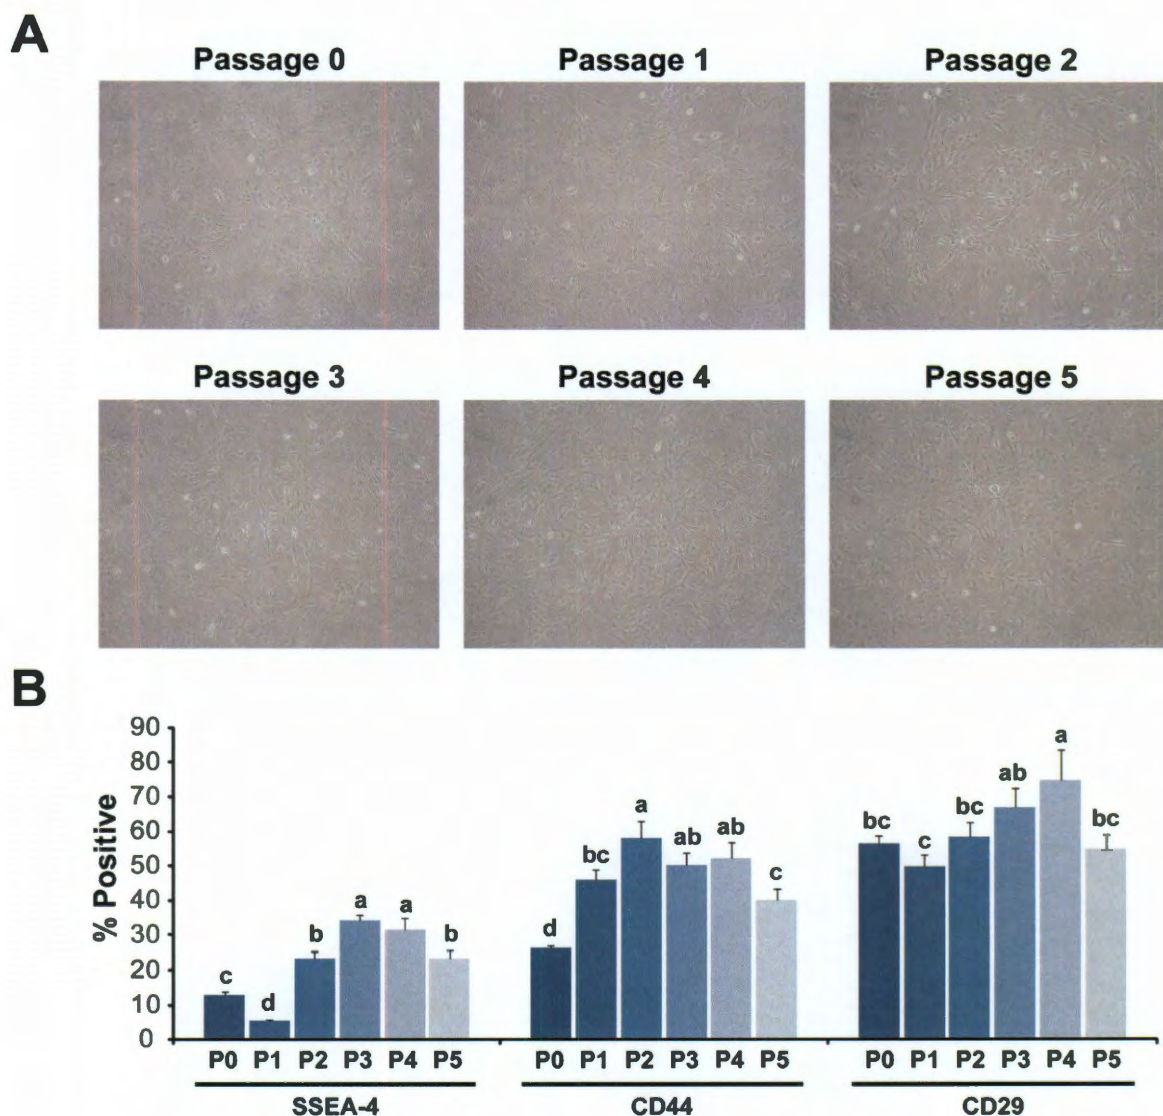 A
Passage 0 Passage 1 Passage 2
Passage 3 Passage 4 Passage 5
B
% Positive
90
80
70
60
50
40
30
20
10
0
c d b a a b
d bc a ab ab c
bc c bc ab a bc
P0 P1 P2 P3 P4 P5 P0 P1 P2 P3 P4 P5 P0 P1 P2 P3 P4 P5
SSEA-4 CD44 CD29